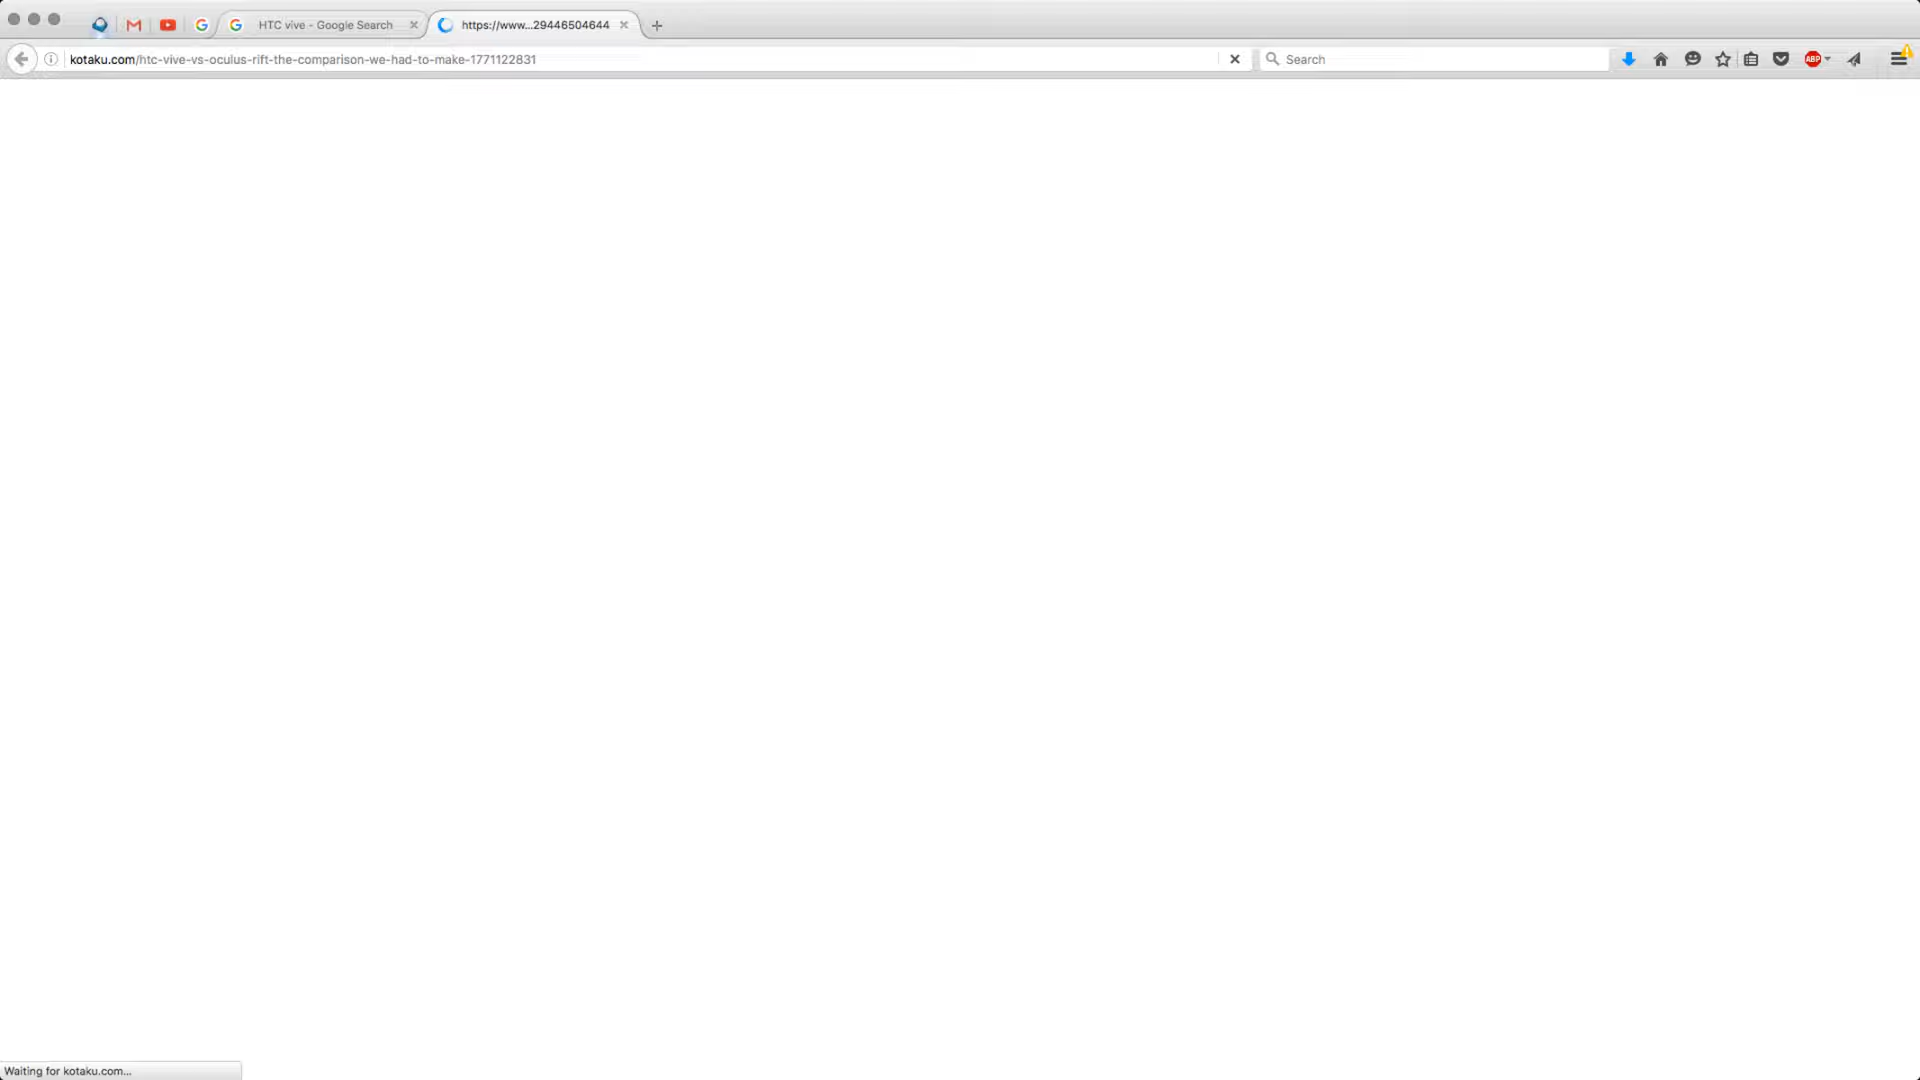 HTC vive - Google Search
https://www...29446504644
kotaku.com/htc-vive-vs-oculus-rift-the-comparison-we-had-to-make-1771122831
Search
ABP
Waiting for kotaku.com...